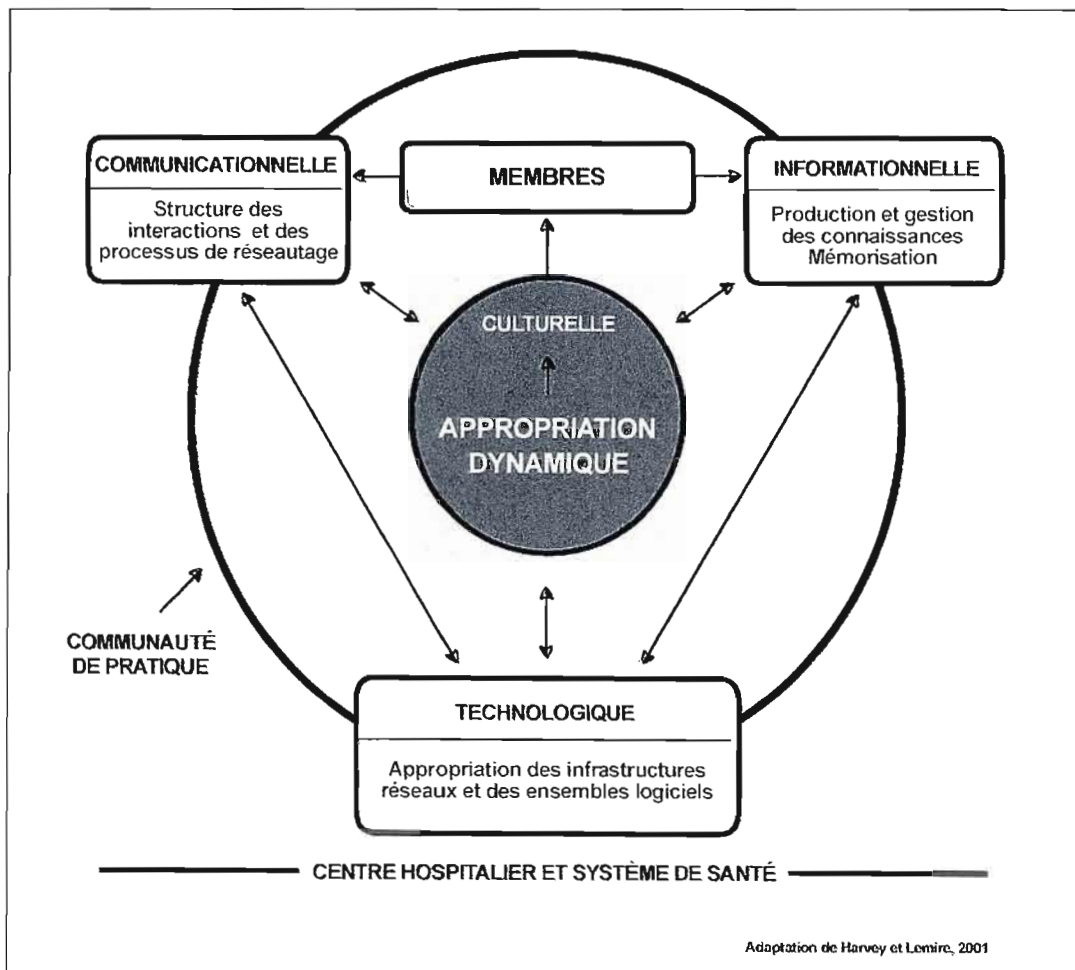 COMMUNICATIONNELLE
Structure des
interactions et des
processus de réseautage
MEMBRES
INFORMATIONNELLE
Production et gestion
des connaissances
Mémorisation
CULTURELLE
APPROPRIATION
DYNAMIQUE
COMMUNAUTÉ
DE PRATIQUE
TECHNOLOGIQUE
Appropriation des infrastructures
réseaux et des ensembles logiciels
CENTRE HOSPITALIER ET SYSTÈME DE SANTÉ
Adaptation de Harvey et Lemire, 2001